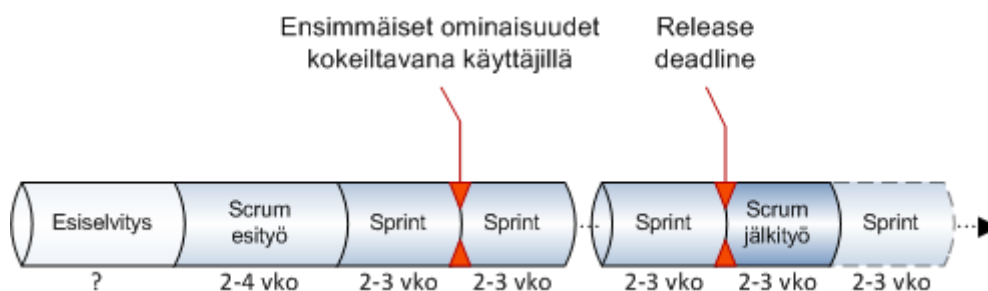 Ensimmäiset ominaisuudet
kokeiltavana käyttäjillä
Release
deadline
Esiselvitys
Scrum
esityö
Sprint
Sprint
Sprint
Scrum
jälkityö
Sprint
?
2-4 vko
2-3 vko
2-3 vko
2-3 vko
2-3 vko
2-3 vko